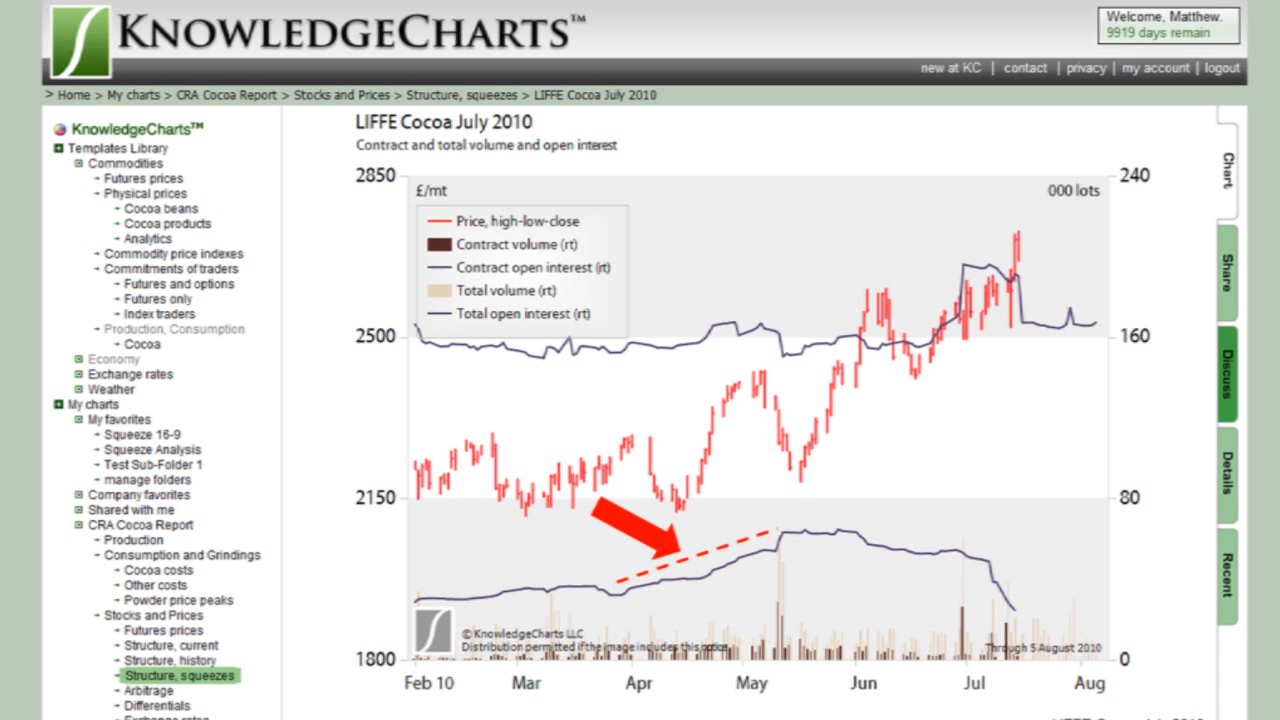 KNOWLEDGECHARTS™
Welcome, Matthew.
9919 days remain
new at KC | contact | privacy | my account | logout
> Home > My charts > CRA Cocoa Report > Stocks and Prices > Structure, squeezes > LIFFE Cocoa July 2010
KnowledgeCharts™
Templates Library
Commodities
Futures prices
Physical prices
Cocoa beans
Cocoa products
Analytics
Commodity price indexes
Commitments of traders
Futures and options
Futures only
Index traders
Production, Consumption
Cocoa
Economy
Exchange rates
Weather
My charts
My favorites
Squeeze 16-9
Squeeze Analysis
Test Sub-Folder 1
manage folders
Company favorites
Shared with me
CRA Cocoa Report
Production
Consumption and Grindings
Cocoa costs
Other costs
Powder price peaks
Stocks and Prices
Futures prices
Structure, current
Structure, history
Structure, squeezes
Arbitrage
Differentials
Exchange rates
LIFFE Cocoa July 2010
Contract and total volume and open interest
2850
240
£/mt
000 lots
Price, high-low-close
Contract volume (rt)
Contract open interest (rt)
Total volume (rt)
Total open interest (rt)
2500
160
2150
80
© KnowledgeCharts LLC
Distribution permitted if the image includes this notice
Through 5 August 2010
1800
0
Feb 10 Mar Apr May Jun Jul Aug
Chart
Share
Discuss
Details
Recent